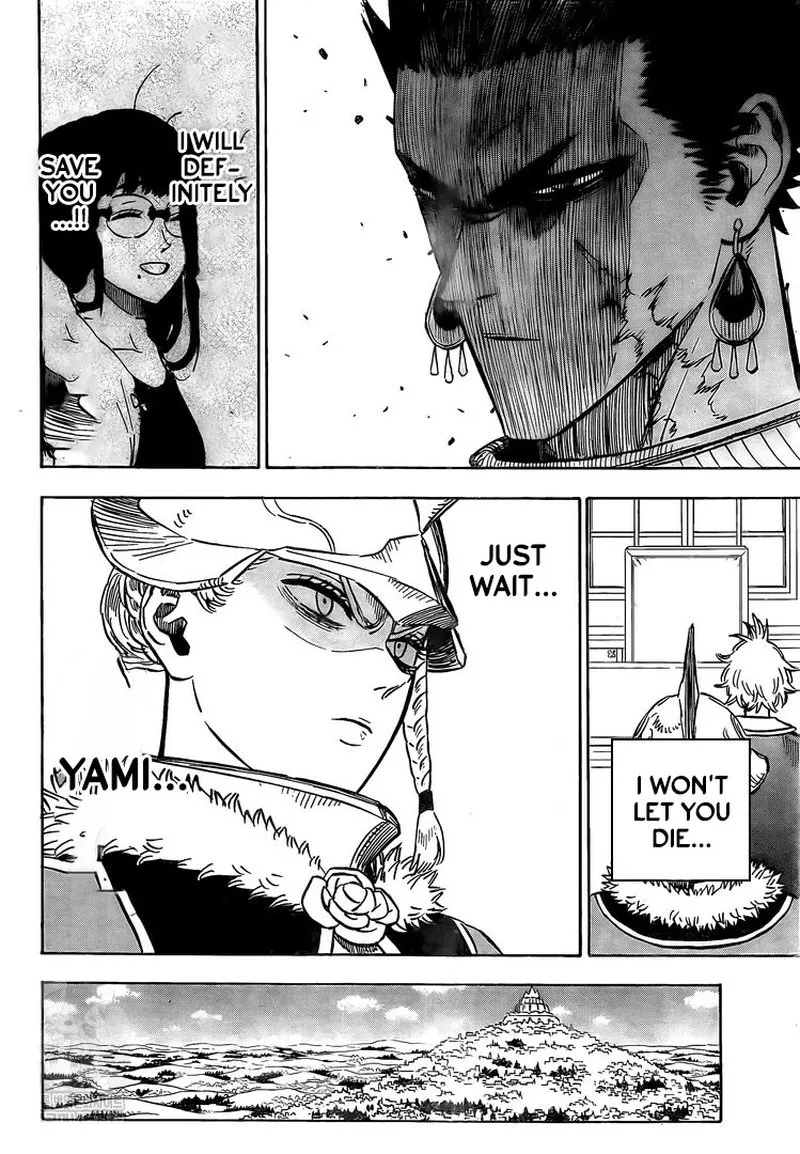 I WILL
DEF-
INITELY
SAVE
YOU
...!!
I WON'T
LET YOU
DIE...
JUST
WAIT...
YAMI...